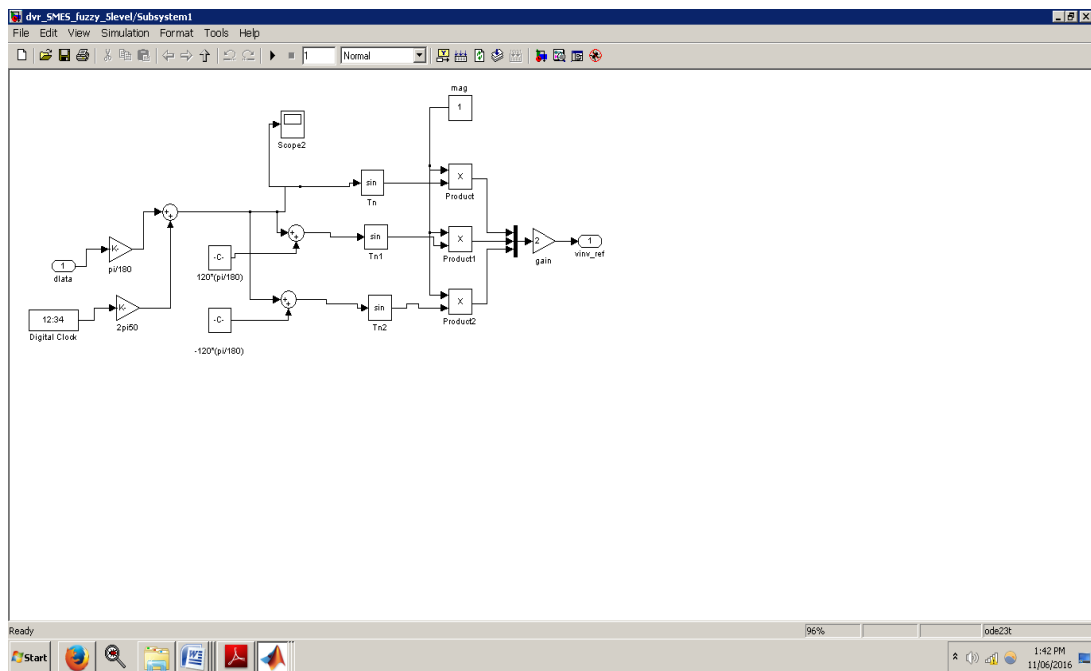 dvr_SMES_fuzzy_5level/Subsystem1
File Edit View Simulation Format Tools Help
1 Normal
mag
1
Scope2
sin
Tn
X
Product
+
+
K-
pi/180
1
dlata
-C-
120*(pi/180)
+
+
sin
Tn1
X
Product1
2
gain
1
vinv_ref
12:34
Digital Clock
K-
2pi50
-C-
-120*(pi/180)
+
+
sin
Tn2
X
Product2
Ready 96% ode23t
Start
1:42 PM
11/06/2016